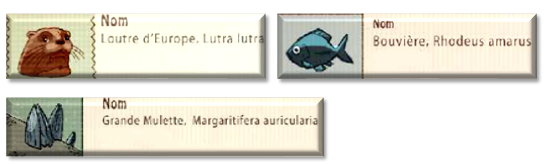 Nom
Loutre d'Europe. Lutra lutra
Nom
Bouvière, Rhodeus amarus
Nom
Grande Mulette, Margaritifera auricularia